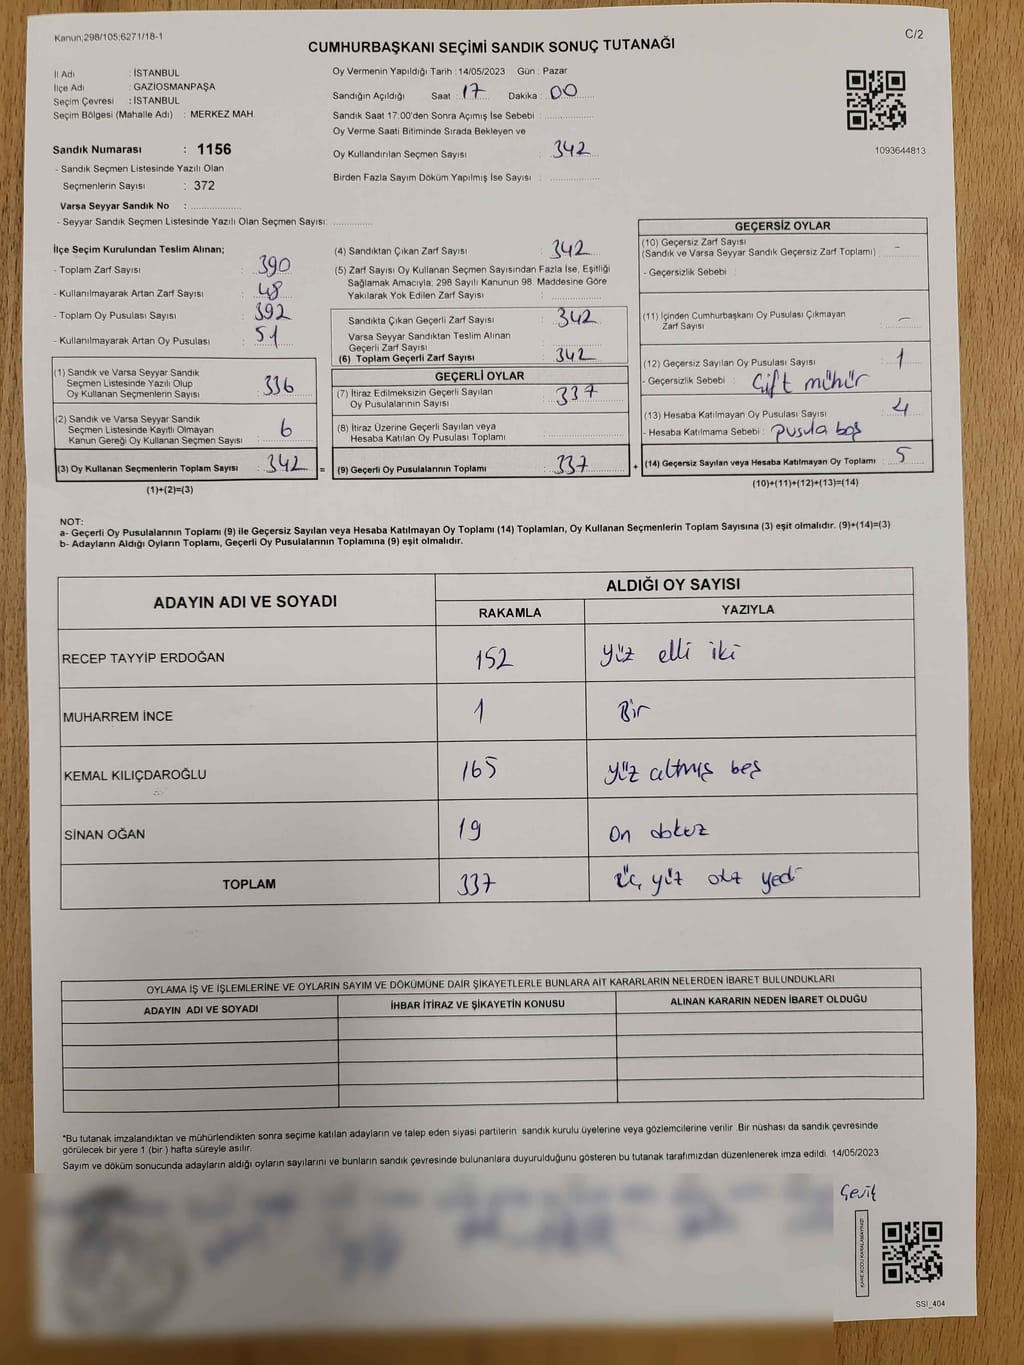 Kanun;298/105;6271/18-1
C/2
CUMHURBAŞKANI SEÇİMİ SANDIK SONUÇ TUTANAĞI
İl Adı : İSTANBUL
İlçe Adı : GAZİOSMANPAŞA
Seçim Çevresi : İSTANBUL
Seçim Bölgesi (Mahalle Adı) : MERKEZ MAH.
Sandık Numarası : 1156
- Sandık Seçmen Listesinde Yazılı Olan
Seçmenlerin Sayısı : 372
Varsa Seyyar Sandık No :
- Seyyar Sandık Seçmen Listesinde Yazılı Olan Seçmen Sayısı:
Oy Vermenin Yapıldığı Tarih : 14/05/2023 Gün : Pazar
Sandığın Açıldığı Saat : 17 Dakika : 00
Sandık Saat 17.00'den Sonra Açımış İse Sebebi :
Oy Verme Saati Bitiminde Sırada Bekleyen ve
Oy Kullandırılan Seçmen Sayısı : 342
Birden Fazla Sayım Döküm Yapılmış İse Sayısı :
1093644813
İlçe Seçim Kurulundan Teslim Alınan;
- Toplam Zarf Sayısı : 390
- Kullanılmayarak Artan Zarf Sayısı : 48
- Toplam Oy Pusulası Sayısı : 392
- Kullanılmayarak Artan Oy Pusulası : 51
(1) Sandık ve Varsa Seyyar Sandık
Seçmen Listesinde Yazılı Olup
Oy Kullanan Seçmenlerin Sayısı : 336
(2) Sandık ve Varsa Seyyar Sandık
Seçmen Listesinde Kayıtlı Olmayan
Kanun Gereği Oy Kullanan Seçmen Sayısı : 6
(3) Oy Kullanan Seçmenlerin Toplam Sayısı : 342
(1)+(2)=(3)
(4) Sandıktan Çıkan Zarf Sayısı : 342
(5) Zarf Sayısı Oy Kullanan Seçmen Sayısından Fazla İse, Eşitliği
Sağlamak Amacıyla; 298 Sayılı Kanunun 98. Maddesine Göre
Yakılarak Yok Edilen Zarf Sayısı :
Sandıkta Çıkan Geçerli Zarf Sayısı : 342
Varsa Seyyar Sandıktan Teslim Alınan
Geçerli Zarf Sayısı :
(6) Toplam Geçerli Zarf Sayısı : 342
GEÇERLİ OYLAR
(7) İtiraz Edilmeksizin Geçerli Sayılan
Oy Pusulalarının Sayısı : 337
(8) İtiraz Üzerine Geçerli Sayılan veya
Hesaba Katılan Oy Pusulası Toplamı :
= (9) Geçerli Oy Pusulalarının Toplamı : 337 +
GEÇERSİZ OYLAR
(10) Geçersiz Zarf Sayısı
(Sandık ve Varsa Seyyar Sandık Geçersiz Zarf Toplamı) : -
- Geçersizlik Sebebi :
(11) İçinden Cumhurbaşkanı Oy Pusulası Çıkmayan
Zarf Sayısı : -
(12) Geçersiz Sayılan Oy Pusulası Sayısı : 1
- Geçersizlik Sebebi : Çift mühür
(13) Hesaba Katılmayan Oy Pusulası Sayısı : 4
- Hesaba Katılmama Sebebi : Pusula boş
(14) Geçersiz Sayılan veya Hesaba Katılmayan Oy Toplamı : 5
(10)+(11)+(12)+(13)=(14)
NOT:
a- Geçerli Oy Pusulalarının Toplamı (9) ile Geçersiz Sayılan veya Hesaba Katılmayan Oy Toplamı (14) Toplamları, Oy Kullanan Seçmenlerin Toplam Sayısına (3) eşit olmalıdır. (9)+(14)=(3)
b- Adayların Aldığı Oyların Toplamı, Geçerli Oy Pusulalarının Toplamına (9) eşit olmalıdır.
ADAYIN ADI VE SOYADI
ALDIĞI OY SAYISI
RAKAMLA YAZIYLA
RECEP TAYYİP ERDOĞAN 152 yüz elli iki
MUHARREM İNCE 1 Bir
KEMAL KILIÇDAROĞLU 165 yüz altmış beş
SİNAN OĞAN 19 On dokuz
TOPLAM 337 üç yüz otuz yedi
OYLAMA İŞ VE İŞLEMLERİNE VE OYLARIN SAYIM VE DÖKÜMÜNE DAİR ŞİKAYETLERLE BUNLARA AİT KARARLARIN NELERDEN İBARET BULUNDUKLARI
ADAYIN ADI VE SOYADI İHBAR İTİRAZ VE ŞİKAYETİN KONUSU ALINAN KARARIN NEDEN İBARET OLDUĞU
*Bu tutanak imzalandıktan ve mühürlendikten sonra seçime katılan adayların ve talep eden siyasi partilerin sandık kurulu üyelerine veya gözlemcilerine verilir. Bir nüshası da sandık çevresinde
görülecek bir yere 1 (bir ) hafta süreyle asılır.
Sayım ve döküm sonucunda adayların aldığı oyların sayılarını ve bunların sandık çevresinde bulunanlara duyurulduğunu gösteren bu tutanak tarafımızdan düzenlenerek imza edildi. 14/05/2023
KARE KODU KARALAMAYINIZ!
SSI_404